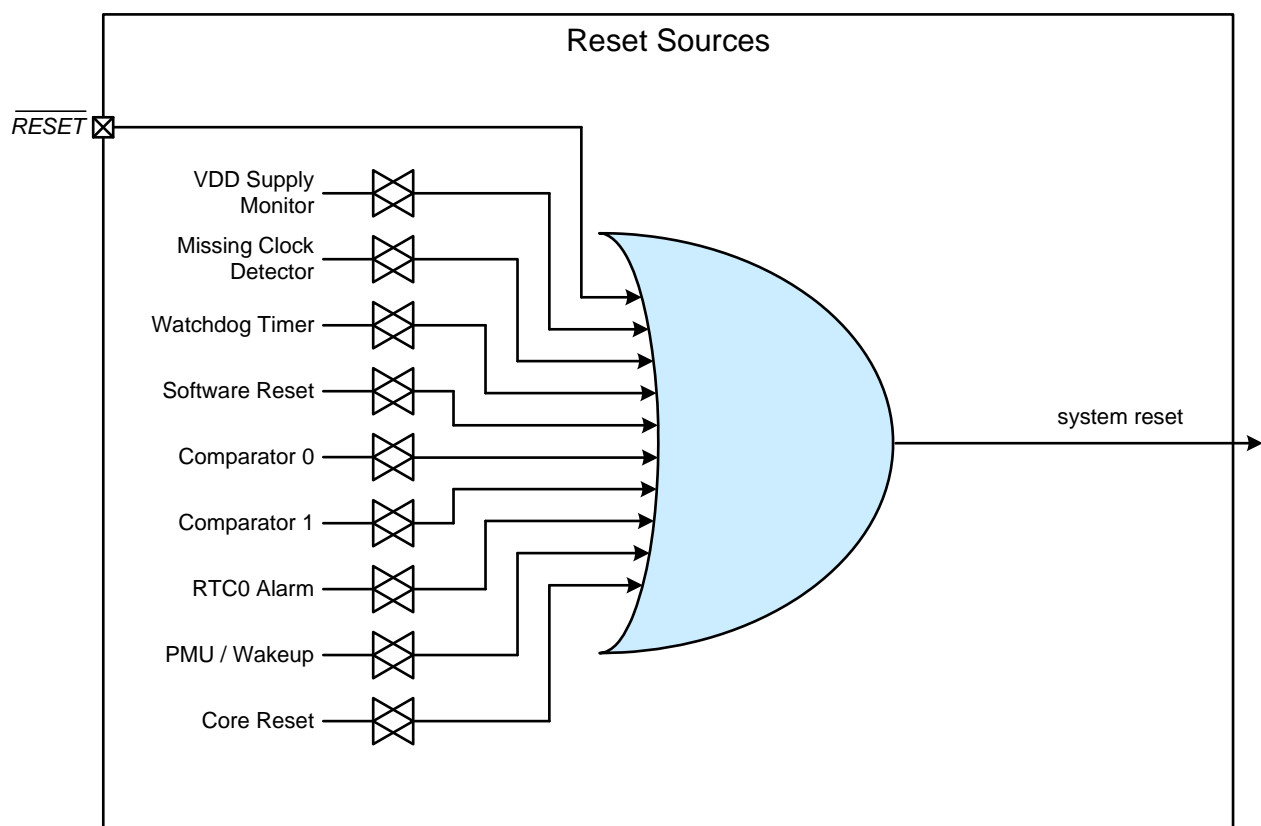 Reset Sources
RESET
VDD Supply
Monitor
Missing Clock
Detector
Watchdog Timer
Software Reset
Comparator 0
Comparator 1
RTC0 Alarm
PMU / Wakeup
Core Reset
system reset